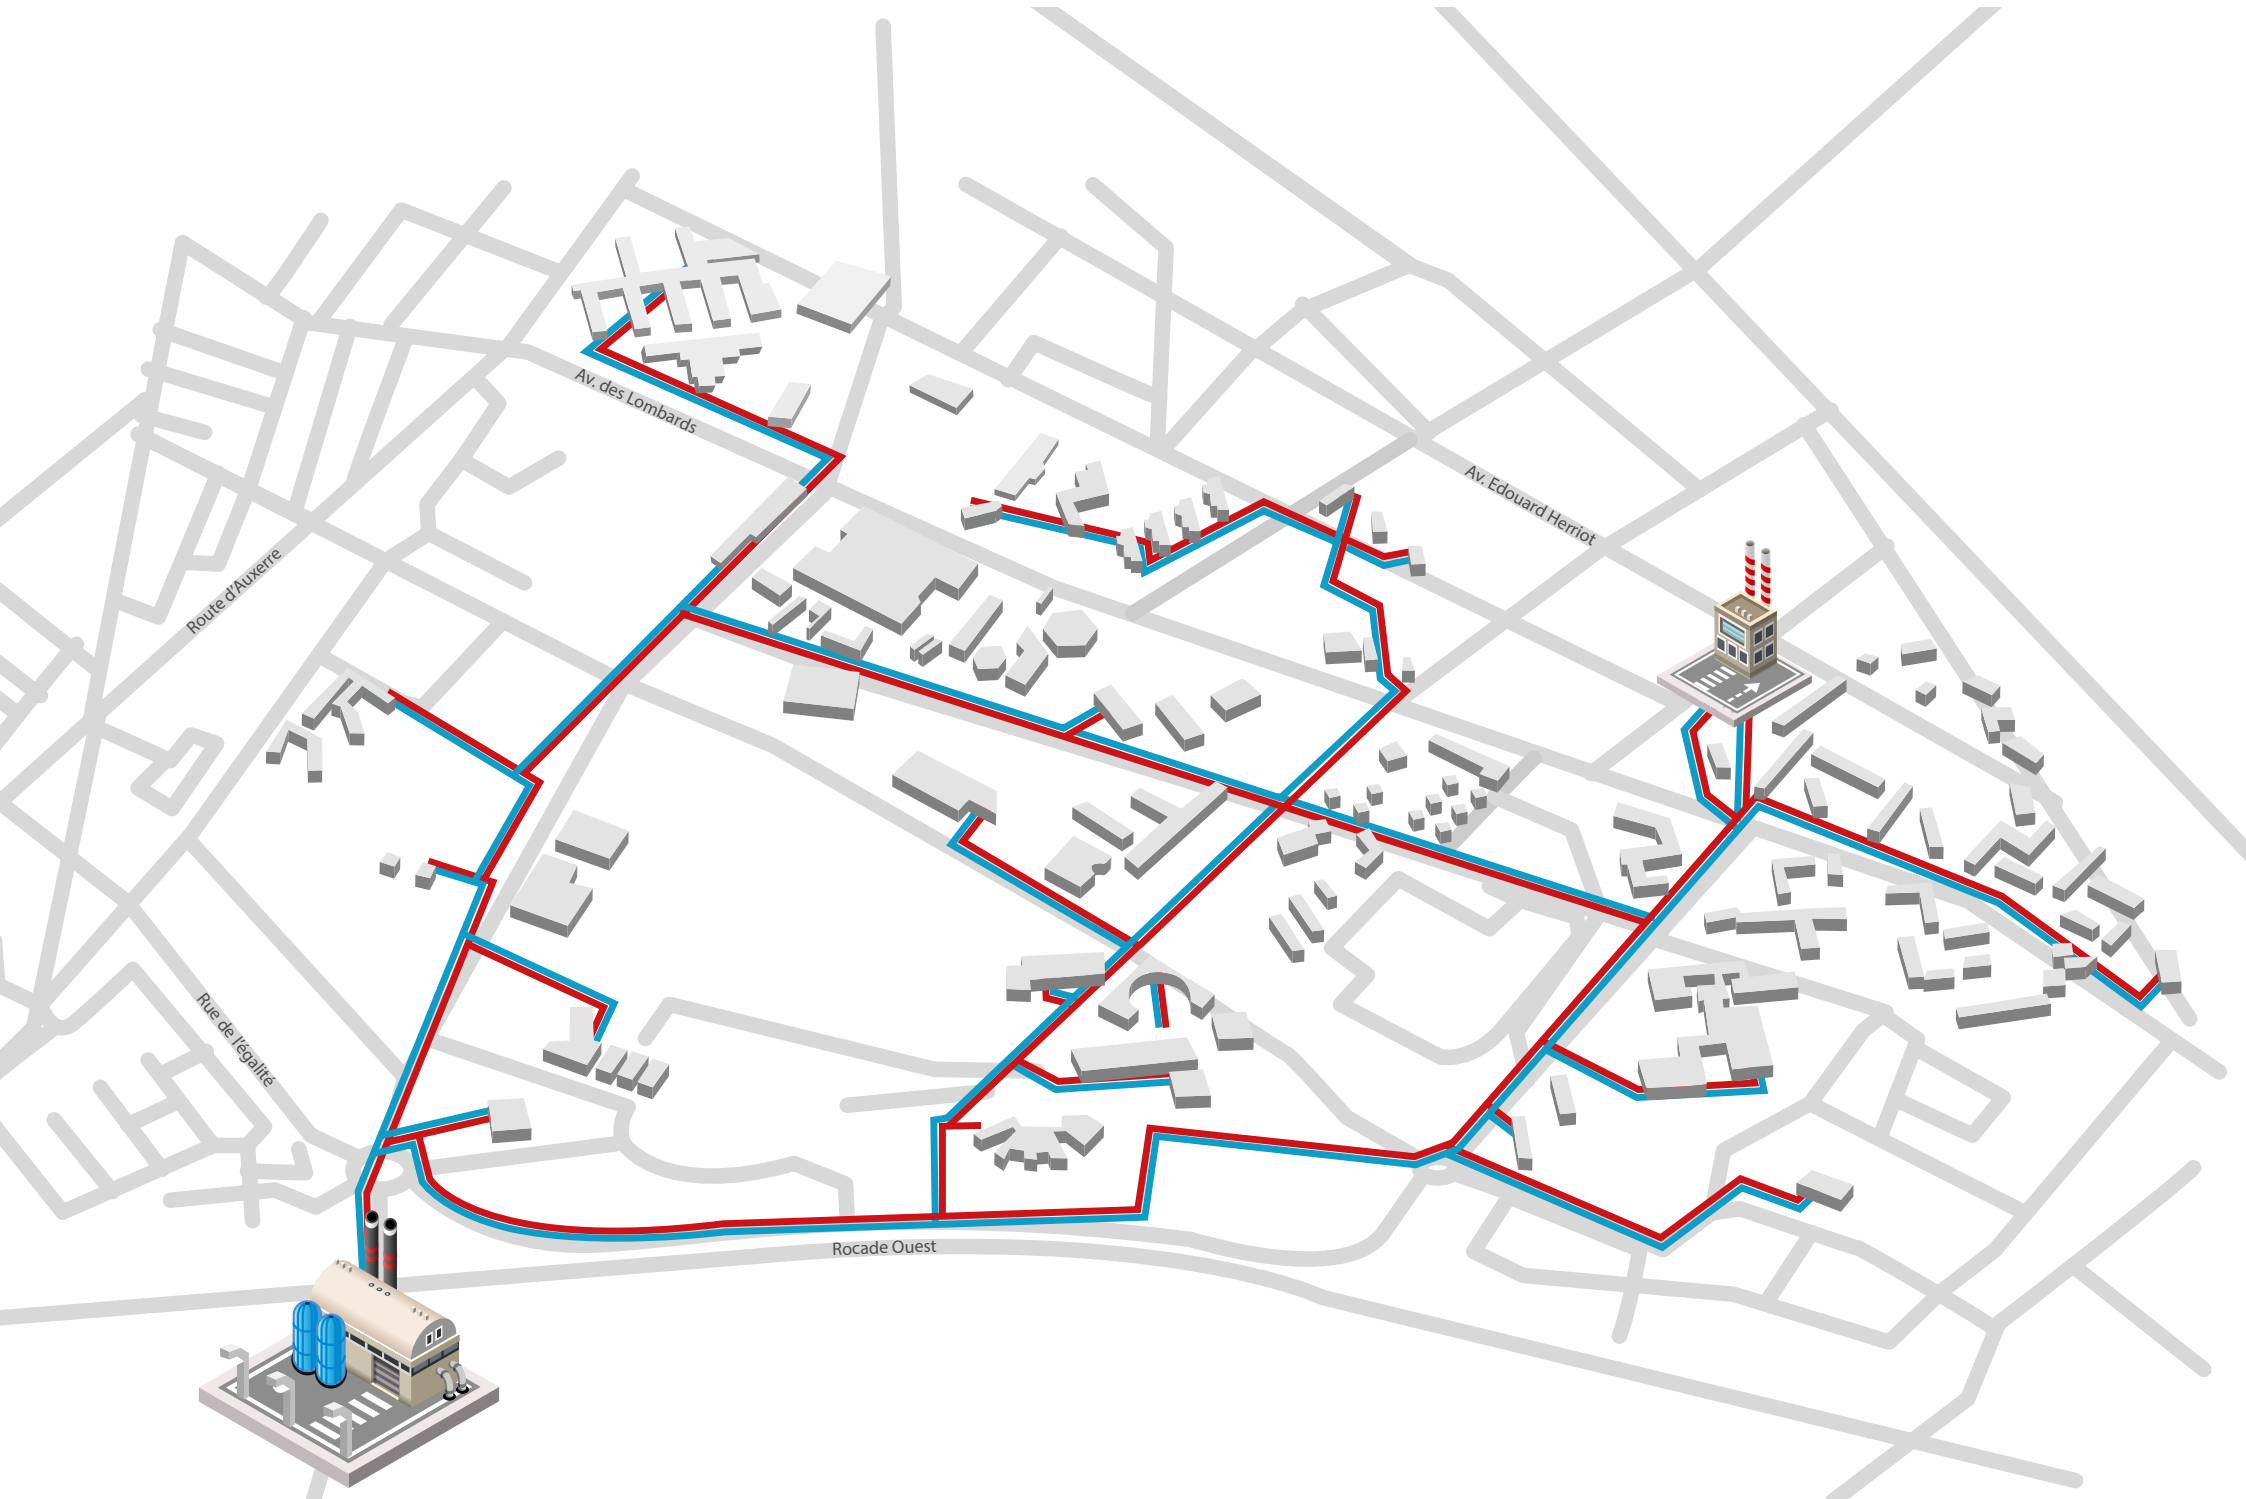 Av. des Lombards
Av. Edouard Herriot
Route d'Auxerre
Rue de l'égalité
Rocade Ouest